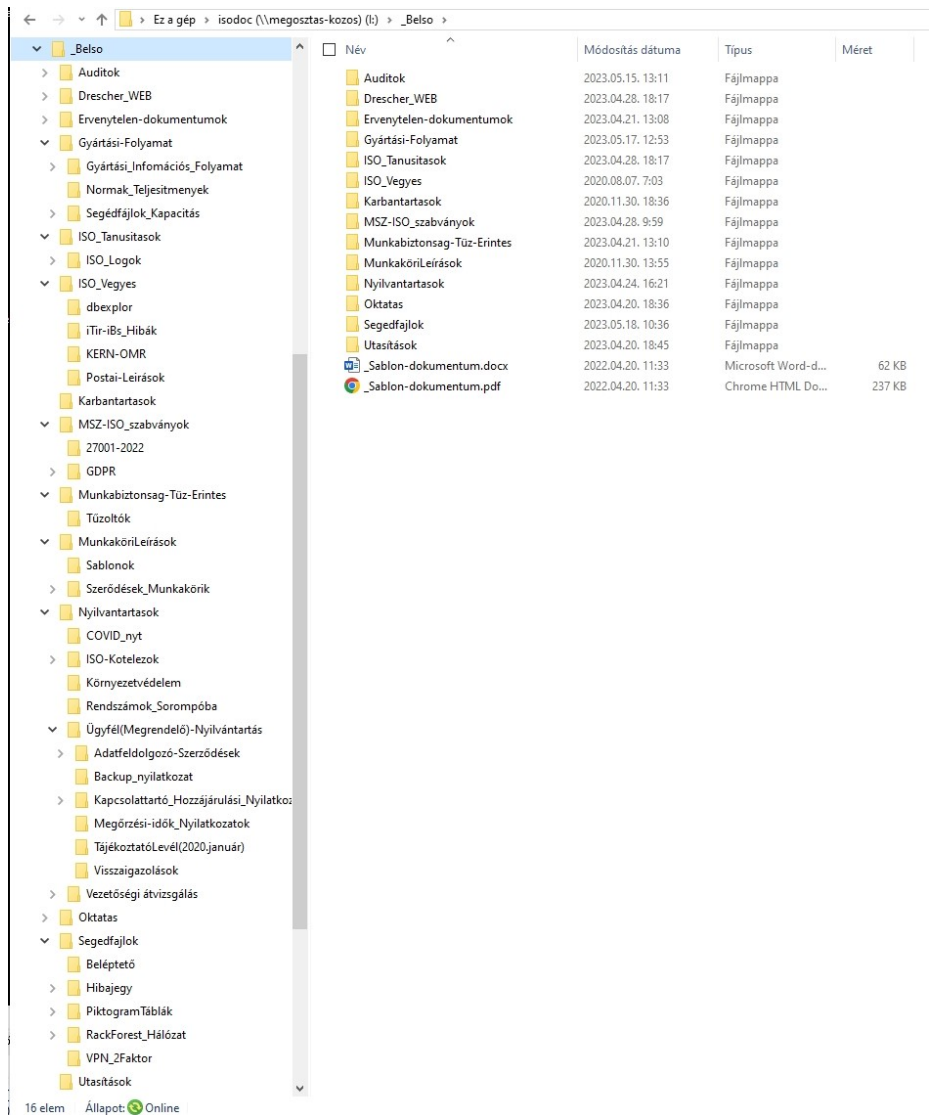 Ez a gép › isodoc (\\megosztas-kozos) (I:) › _Belso ›
_Belso
Auditok
Drescher_WEB
Ervenytelen-dokumentumok
Gyártási-Folyamat
Gyártási_Infomációs_Folyamat
Normak_Teljesitmenyek
Segédfájlok_Kapacitás
ISO_Tanusitasok
ISO_Logok
ISO_Vegyes
dbexplor
iTir-iBs_Hibák
KERN-OMR
Postai-Leirások
Karbantartasok
MSZ-ISO_szabványok
27001-2022
GDPR
Munkabiztonsag-Tüz-Erintes
Tűzoltók
MunkaköriLeírások
Sablonok
Szerődések_Munkakörik
Nyilvantartasok
COVID_nyt
ISO-Kotelezok
Környezetvédelem
Rendszámok_Sorompóba
Ügyfél(Megrendelő)-Nyilvántartás
Adatfeldolgozó-Szerződések
Backup_nyilatkozat
Kapcsolattartó_Hozzájárulási_Nyilatkoz
Megőrzési-idők_Nyilatkozatok
TájékoztatóLevél(2020.január)
Visszaigazolások
Vezetőségi átvizsgálás
Oktatas
Segedfajlok
Beléptető
Hibajegy
PiktogramTáblák
RackForest_Hálózat
VPN_2Faktor
Utasítások
Név Módosítás dátuma Típus Méret
Auditok 2023.05.15. 13:11 Fájlmappa
Drescher_WEB 2023.04.28. 18:17 Fájlmappa
Ervenytelen-dokumentumok 2023.04.21. 13:08 Fájlmappa
Gyártási-Folyamat 2023.05.17. 12:53 Fájlmappa
ISO_Tanusitasok 2023.04.28. 18:17 Fájlmappa
ISO_Vegyes 2020.08.07. 7:03 Fájlmappa
Karbantartasok 2020.11.30. 18:36 Fájlmappa
MSZ-ISO_szabványok 2023.04.28. 9:59 Fájlmappa
Munkabiztonsag-Tüz-Erintes 2023.04.21. 13:10 Fájlmappa
MunkaköriLeírások 2020.11.30. 13:55 Fájlmappa
Nyilvantartasok 2023.04.24. 16:21 Fájlmappa
Oktatas 2023.04.20. 18:36 Fájlmappa
Segedfajlok 2023.05.18. 10:36 Fájlmappa
Utasítások 2023.04.20. 18:45 Fájlmappa
_Sablon-dokumentum.docx 2022.04.20. 11:33 Microsoft Word-d... 62 KB
_Sablon-dokumentum.pdf 2022.04.20. 11:33 Chrome HTML Do... 237 KB
16 elem Állapot: Online